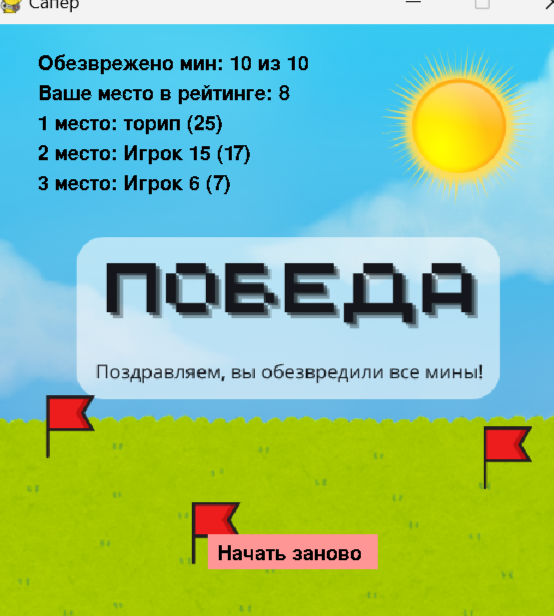 Сапёр
Обезврежено мин: 10 из 10
Ваше место в рейтинге: 8
1 место: торип (25)
2 место: Игрок 15 (17)
3 место: Игрок 6 (7)
ПОБЕДА
Поздравляем, вы обезвредили все мины!
Начать заново